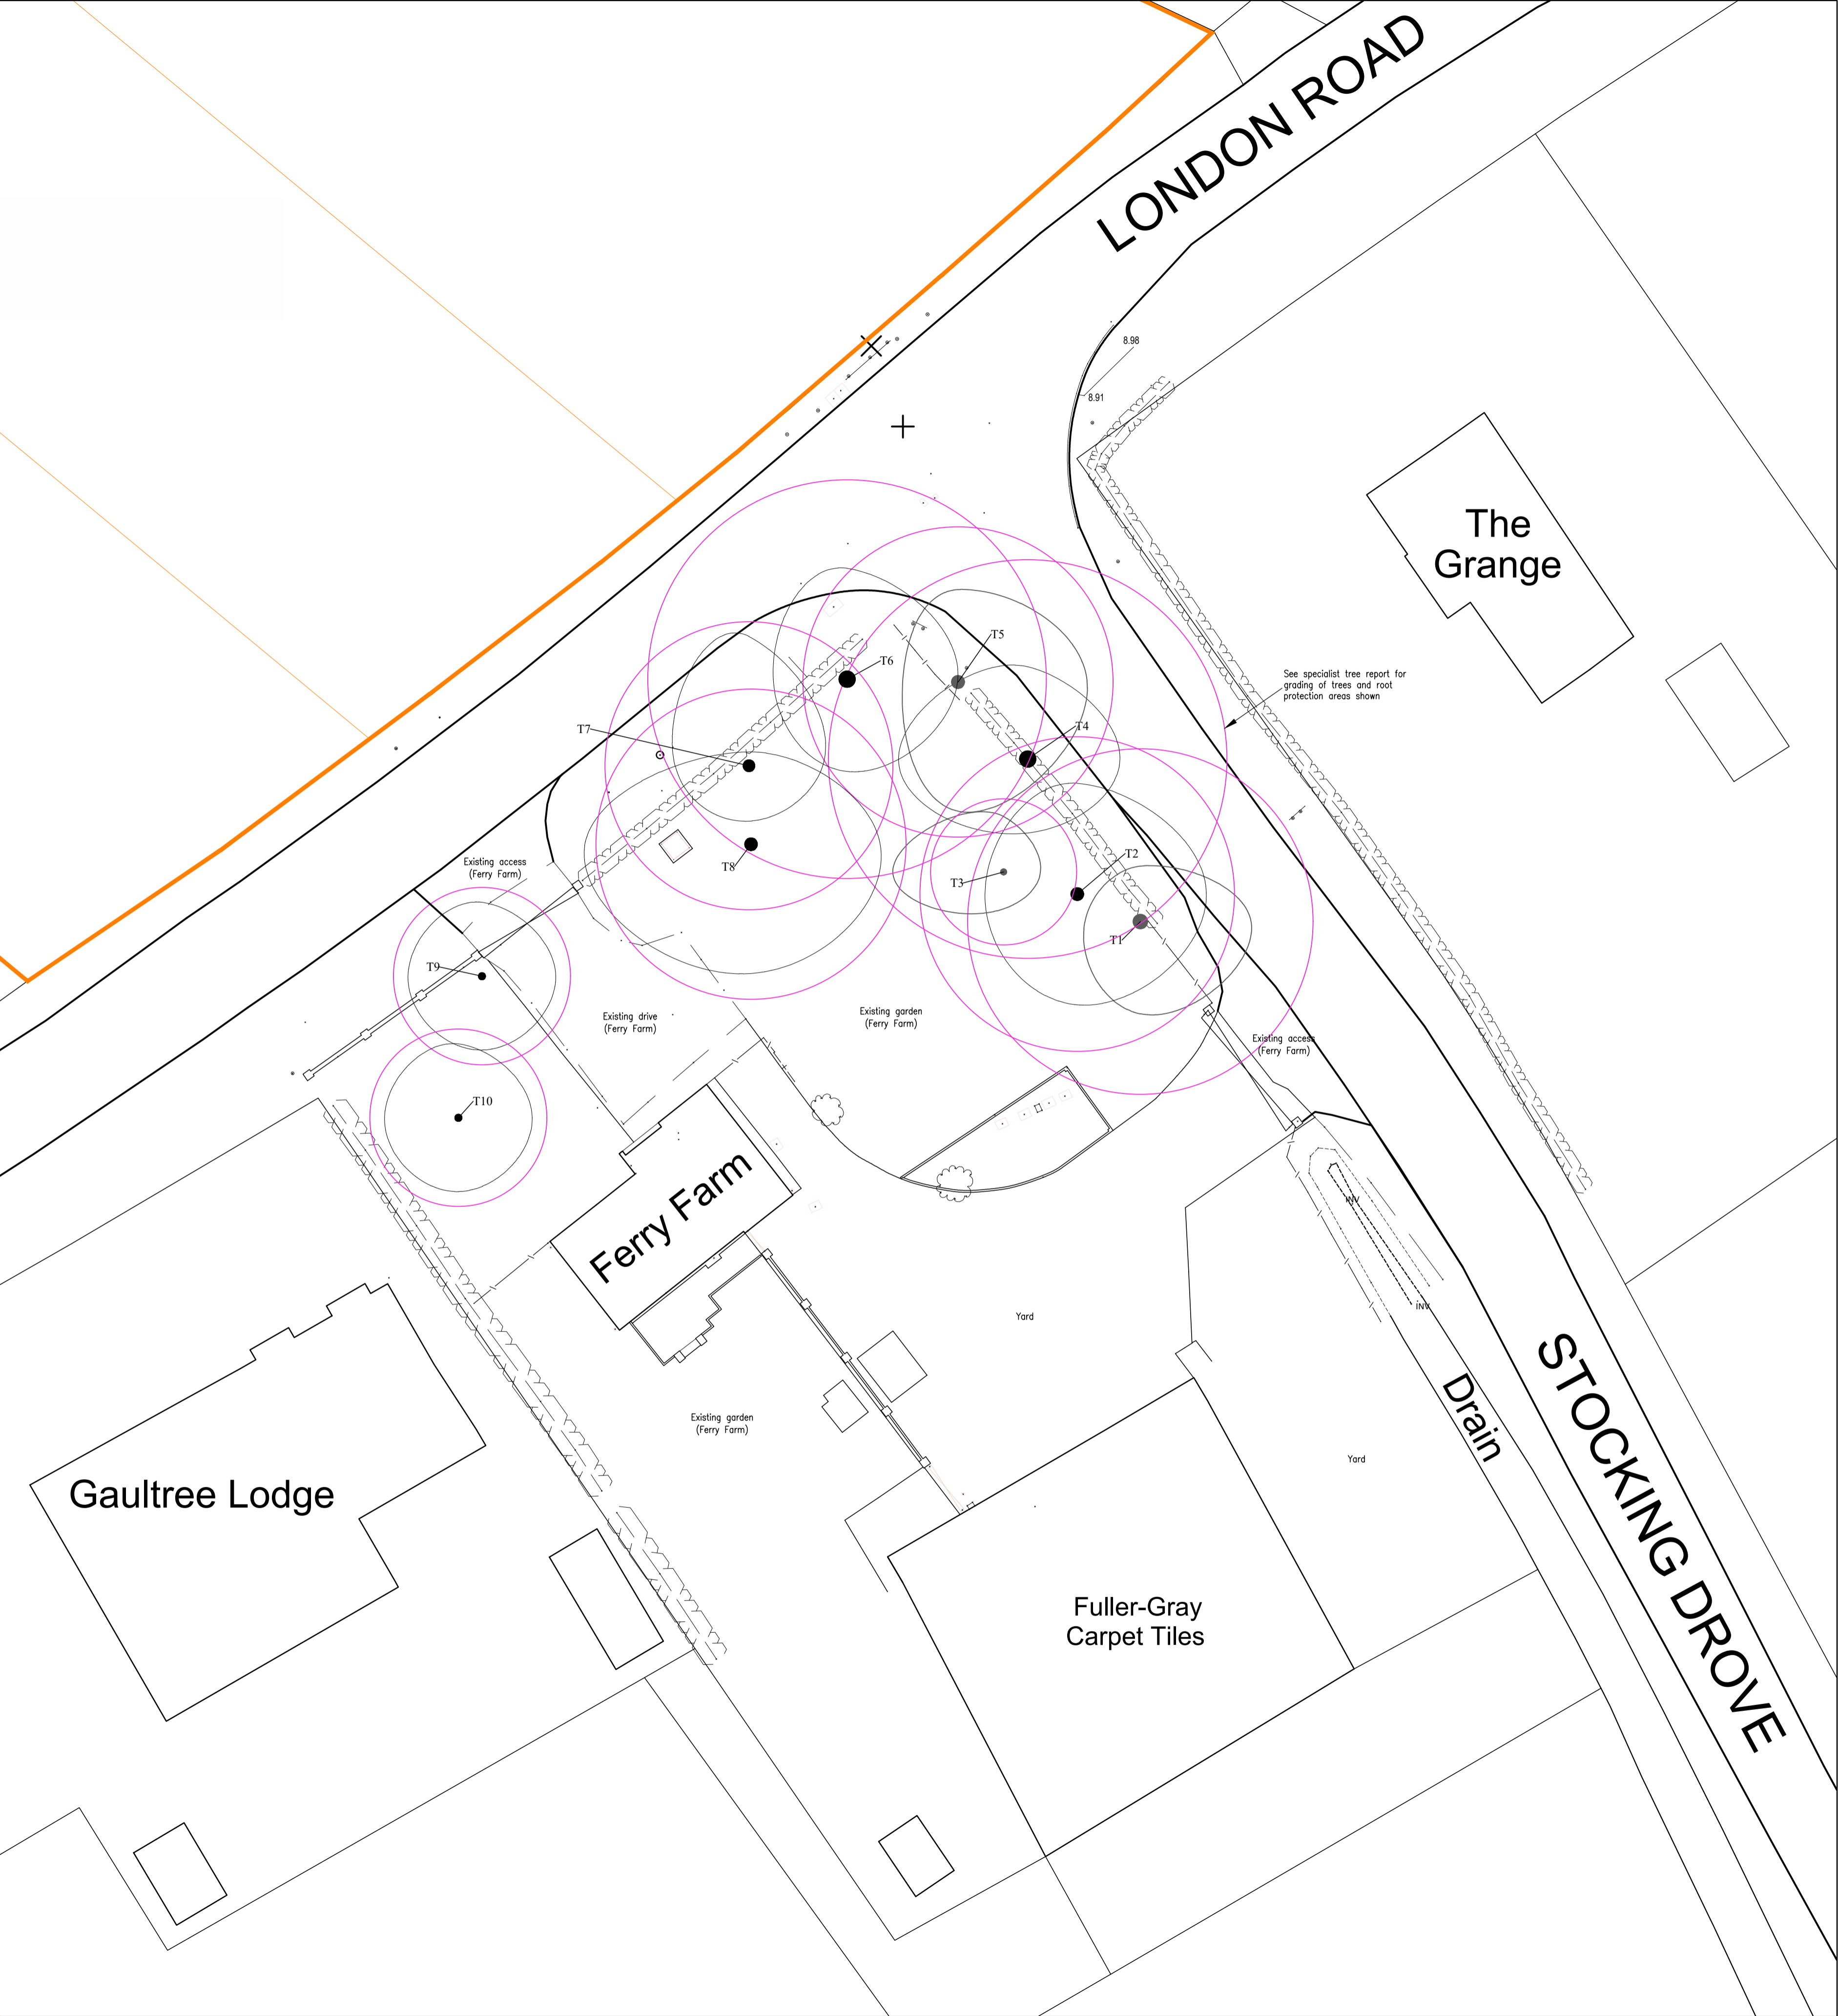 LONDON ROAD
8.98
8.91
The
Grange
T5
T6
See specialist tree report for
grading of trees and root
protection areas shown
T7
T4
T2
T8
T3
Existing access
(Ferry Farm)
T1
T9
Existing drive
(Ferry Farm)
Existing garden
(Ferry Farm)
Existing access
(Ferry Farm)
T10
Ferry Farm
INV
INV
Yard
STOCKING DROVE
Drain
Existing garden
(Ferry Farm)
Yard
Gaultree Lodge
Fuller-Gray
Carpet Tiles